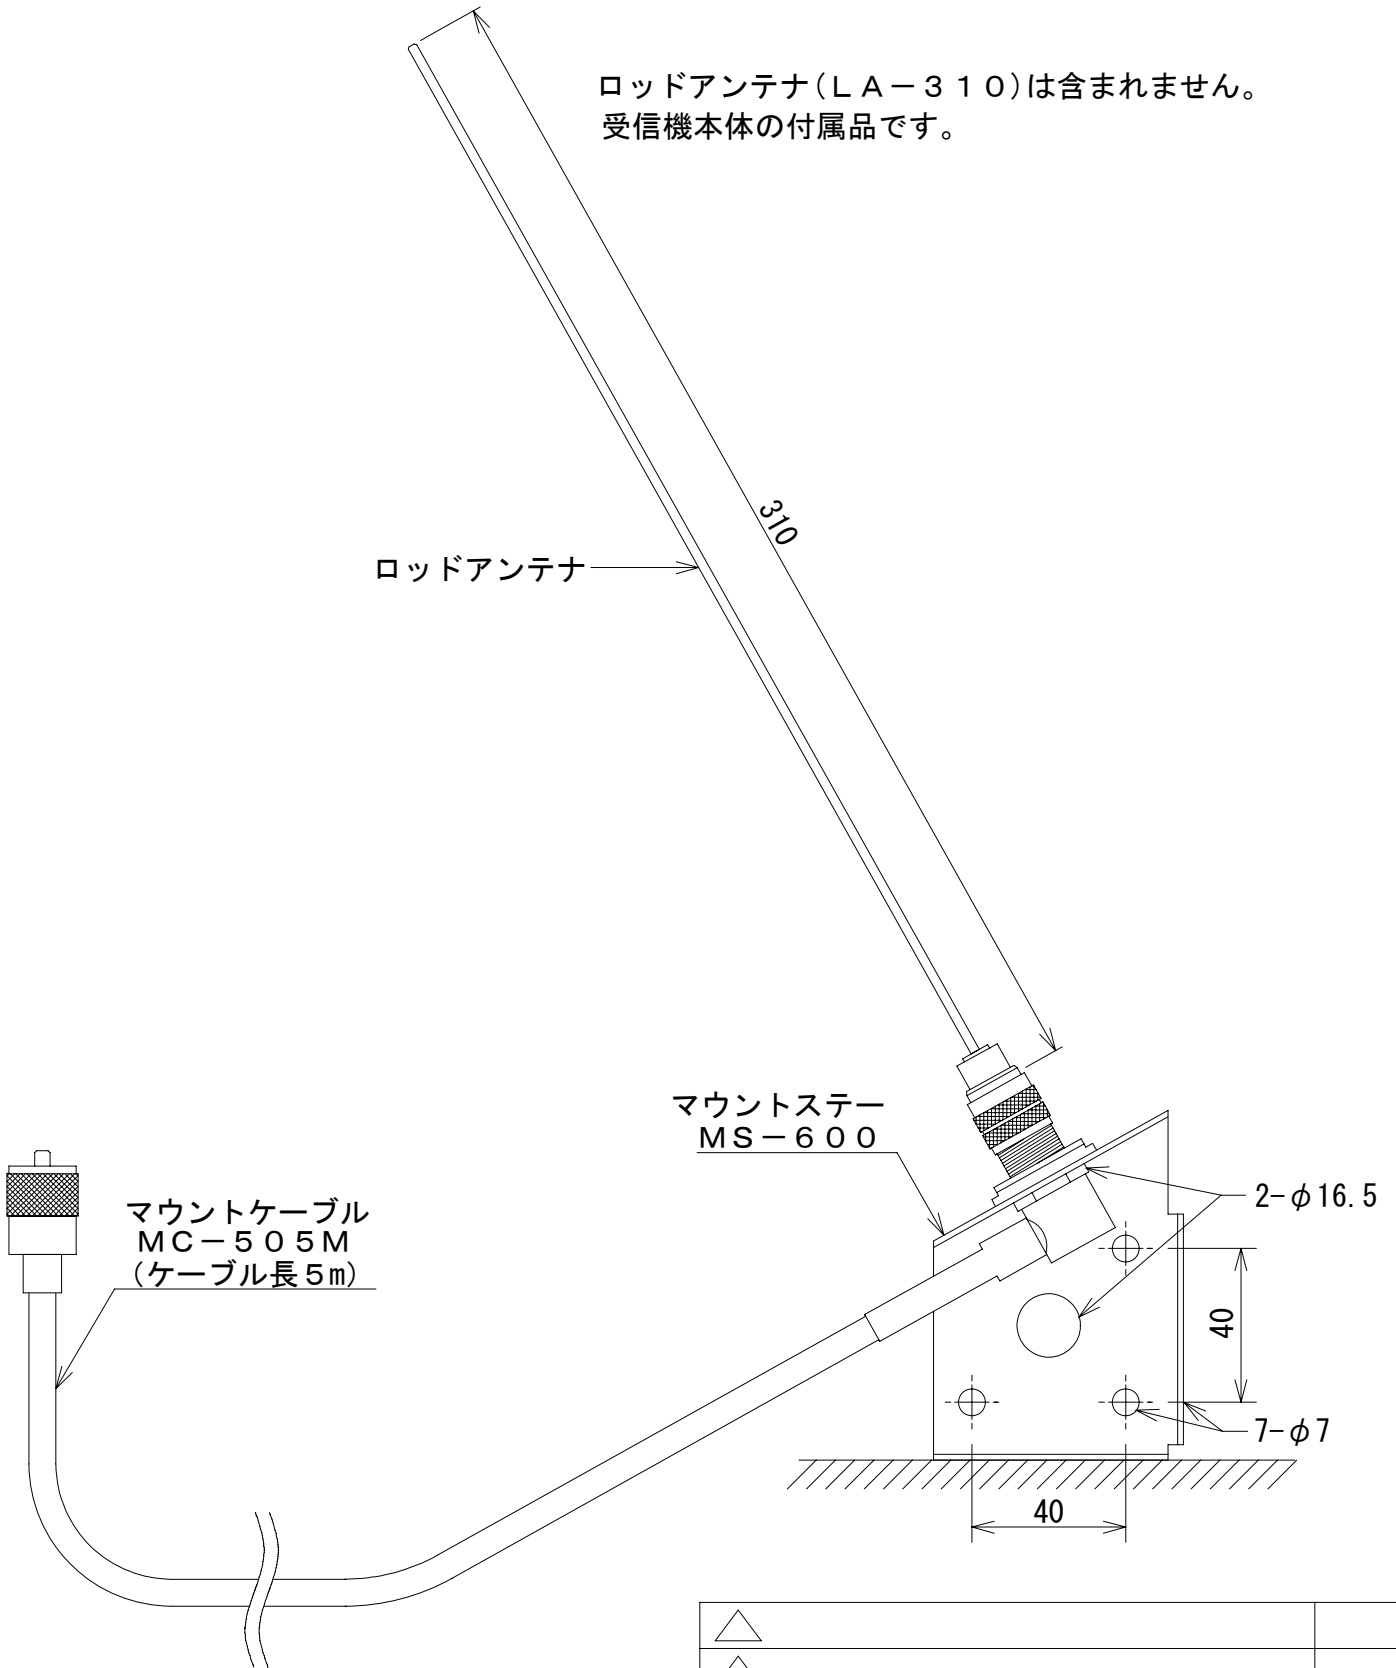 ロッドアンテナ(LA-310)は含まれません。
受信機本体の付属品です。
310
ロッドアンテナ
マウントステー
MS-600
2-φ16.5
マウントケーブル
MC-505M
(ケーブル長5m)
40
7-φ7
40